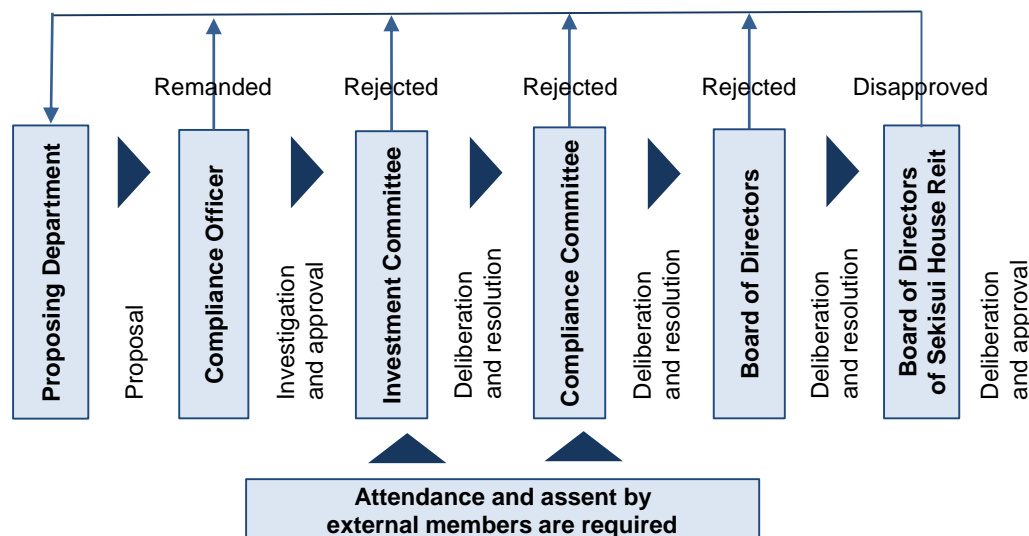 Remanded
Rejected
Rejected
Rejected
Disapproved
Proposing Department
Proposal
Compliance Officer
Investigation
and approval
Investment Committee
Deliberation
and resolution
Compliance Committee
Deliberation
and resolution
Board of Directors
Deliberation
and resolution
Board of Directors
of Sekisui House Reit
Deliberation
and approval
Attendance and assent by
external members are required